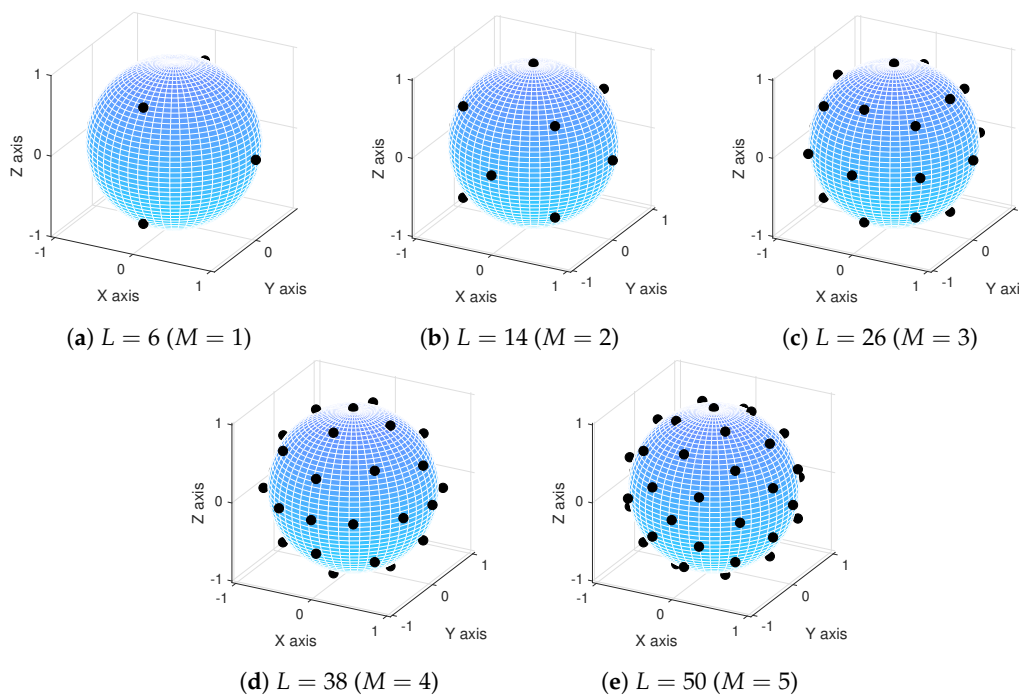 1
0
-1
Z axis
-1
0
1
X axis
0
Y axis
(a) L = 6 (M = 1)
1
0
-1
Z axis
-1
0
1
X axis
-1
0
1
Y axis
(b) L = 14 (M = 2)
1
0
-1
Z axis
-1
0
1
X axis
-1
0
Y axis
(c) L = 26 (M = 3)
1
0
-1
Z axis
-1
0
1
X axis
-1
0
1
Y axis
(d) L = 38 (M = 4)
1
0
-1
Z axis
-1
0
1
X axis
-1
0
1
Y axis
(e) L = 50 (M = 5)